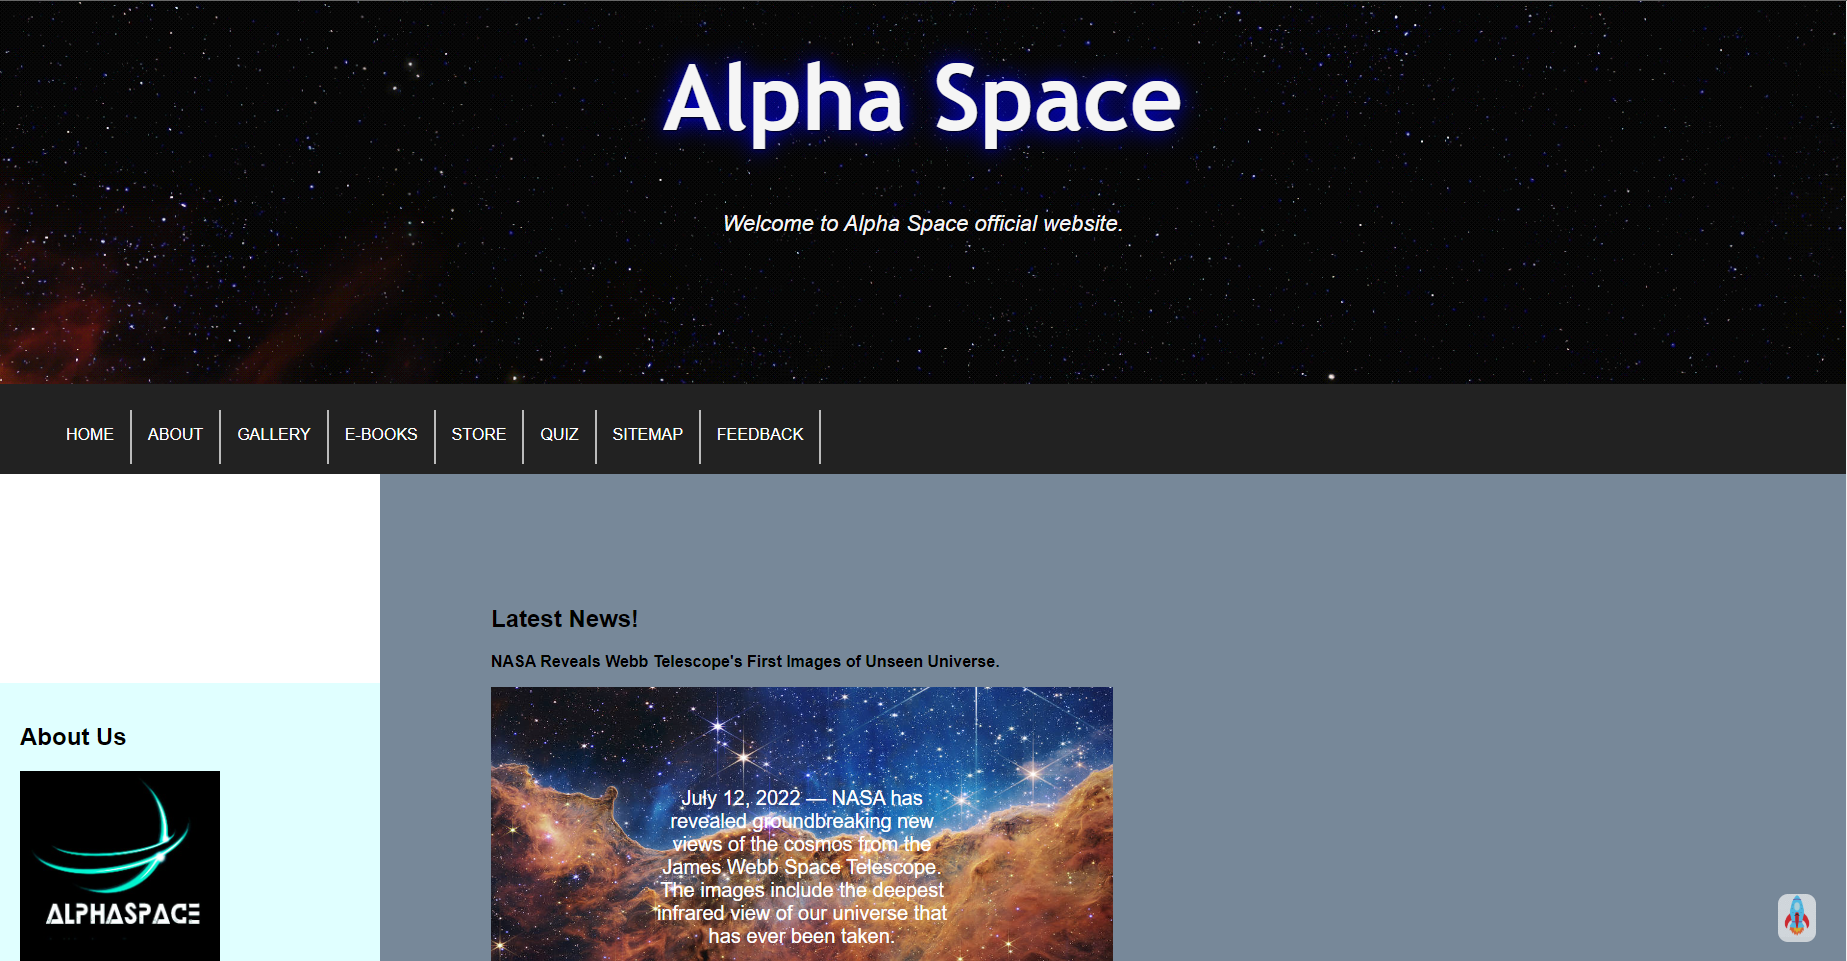 Alpha Space
Welcome to Alpha Space official website.
HOME
ABOUT
GALLERY
E-BOOKS
STORE
QUIZ
SITEMAP
FEEDBACK
Latest News!
NASA Reveals Webb Telescope's First Images of Unseen Universe.
July 12, 2022 — NASA has
revealed groundbreaking new
views of the cosmos from the
James Webb Space Telescope.
The images include the deepest
infrared view of our universe that
has ever been taken.
About Us
ALPHASPACE